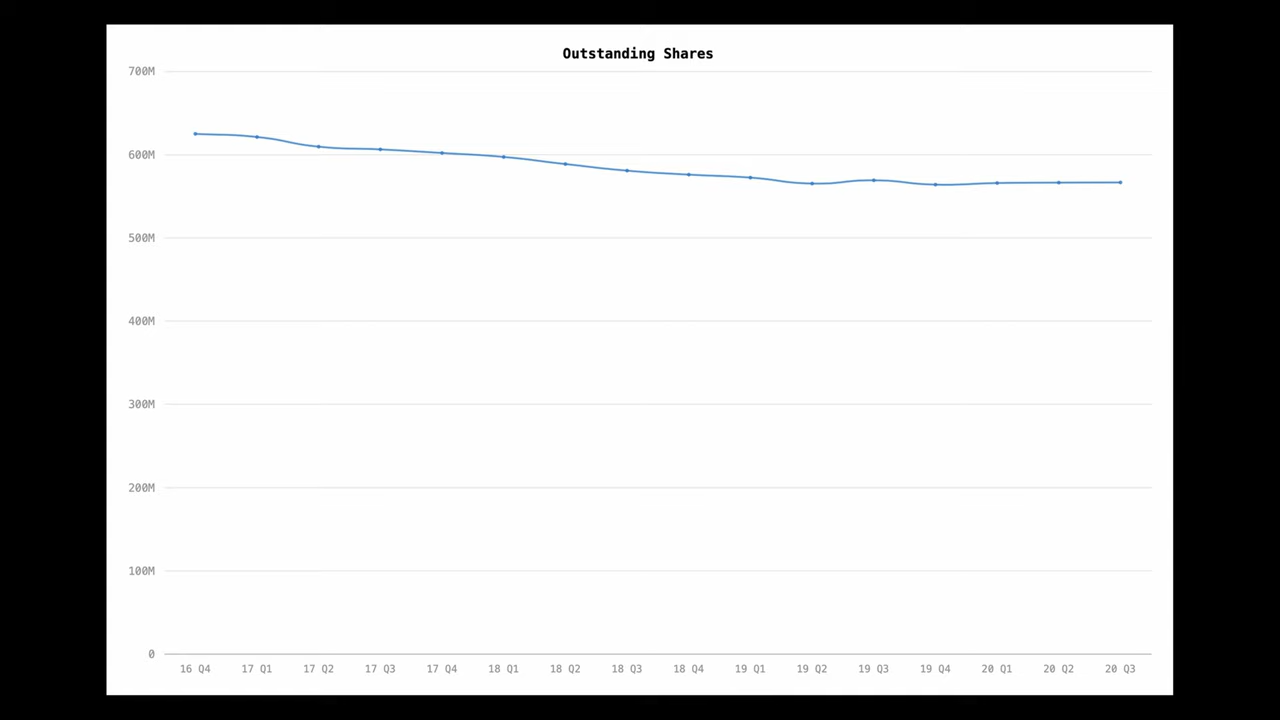 Outstanding Shares
700M
600M
500M
400M
300M
200M
100M
0
16 Q4 17 Q1 17 Q2 17 Q3 17 Q4 18 Q1 18 Q2 18 Q3 18 Q4 19 Q1 19 Q2 19 Q3 19 Q4 20 Q1 20 Q2 20 Q3